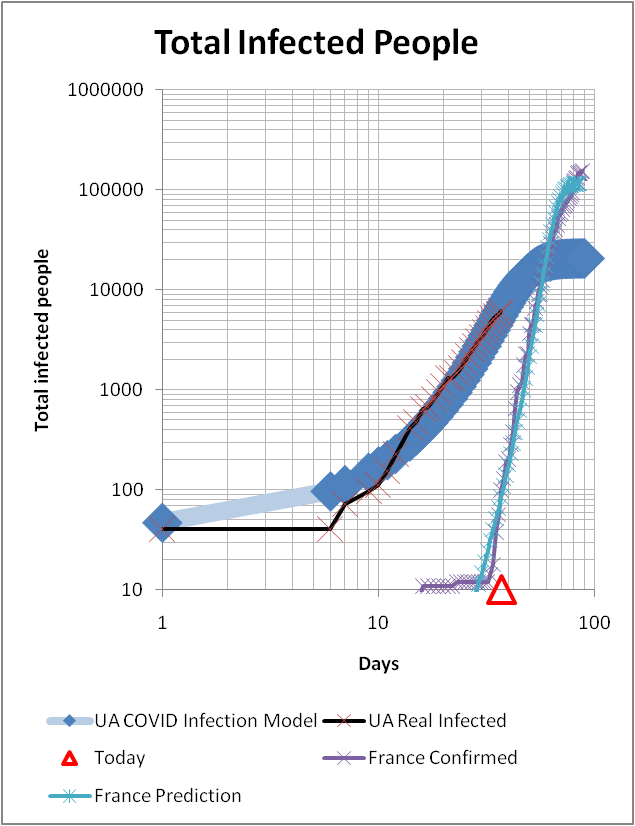 Total Infected People
1000000
100000
10000
1000
100
10
1 10 100
Total infected people
Days
UA COVID Infection Model UA Real Infected
Today France Confirmed
France Prediction